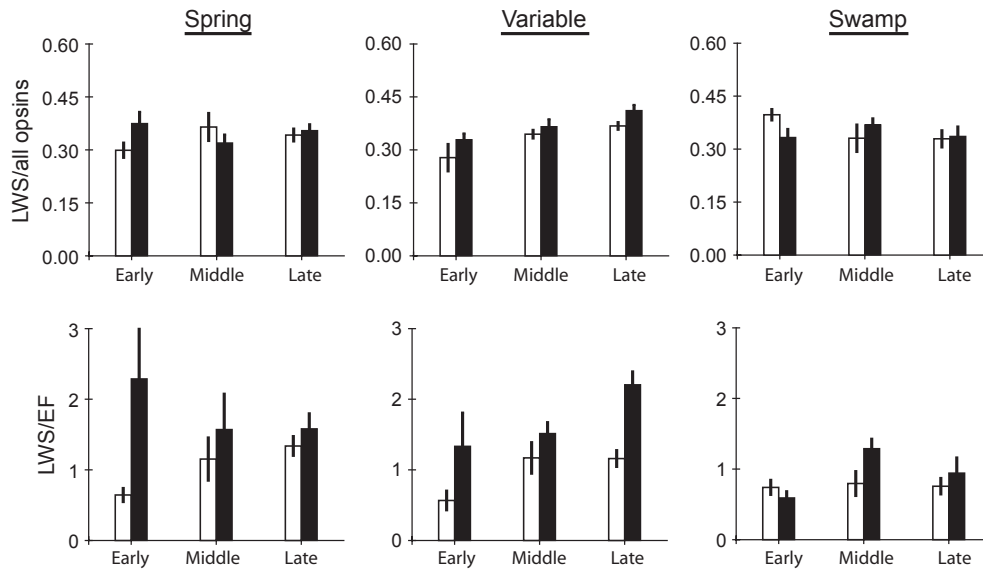 Spring Variable Swamp
LWS/all opsins
0.60 0.60 0.60
0.45 0.45 0.45
0.30 0.30 0.30
0.15 0.15 0.15
0.00 0.00 0.00
Early Middle Late Early Middle Late Early Middle Late
LWS/EF
3 3 3
2 2 2
1 1 1
0 0 0
Early Middle Late Early Middle Late Early Middle Late